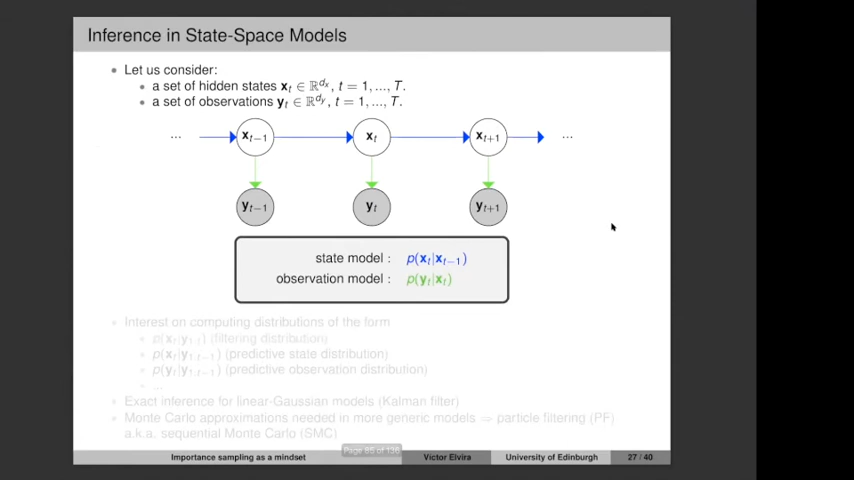 Inference in State-Space Models
• Let us consider:
• a set of hidden states x_t ∈ ℝ^{d_x}, t = 1, ..., T.
• a set of observations y_t ∈ ℝ^{d_y}, t = 1, ..., T.
... x_{t−1} x_t x_{t+1} ...
y_{t−1} y_t y_{t+1}
state model : p(x_t|x_{t−1})
observation model : p(y_t|x_t)
• Interest on computing distributions of the form
• p(x_t|y_{1:t}) (filtering distribution)
• p(x_t|y_{1:t−1}) (predictive state distribution)
• p(y_t|y_{1:t−1}) (predictive observation distribution)
• ...
• Exact inference for linear-Gaussian models (Kalman filter)
• Monte Carlo approximations needed in more generic models ⇒ particle filtering (PF)
a.k.a. sequential Monte Carlo (SMC)
Page 85 of 136
Importance sampling as a mindset Victor Elvira University of Edinburgh 27 / 40